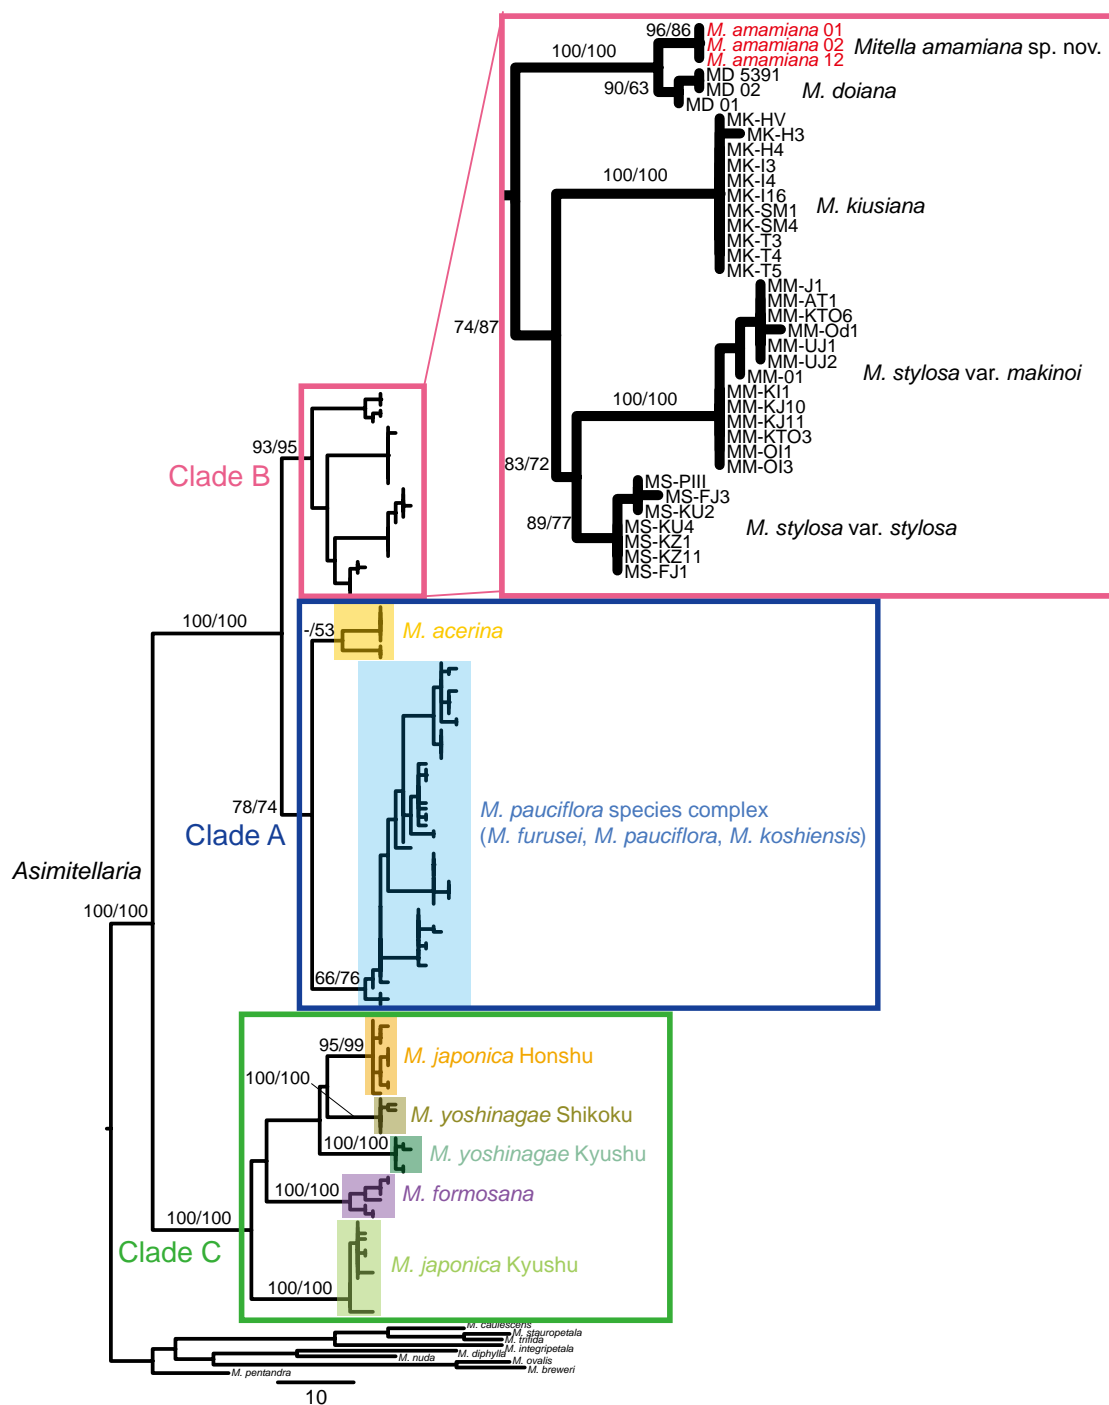 96/86
M. amamiana 01
M. amamiana 02
M. amamiana 12
Mitella amamiana sp. nov.
100/100
90/63
MD 5391
MD 02
MD 01
M. doiana
MK-HV
MK-H3
MK-H4
MK-I3
MK-I4
MK-I16
MK-SM1
MK-SM4
MK-T3
MK-T4
MK-T5
100/100
M. kiusiana
74/87
MM-J1
MM-AT1
MM-KTO6
MM-Od1
MM-UJ1
MM-UJ2
MM-01
MM-KI1
MM-KJ10
MM-KJ11
MM-KTO3
MM-OI1
MM-OI3
100/100
M. stylosa var. makinoi
83/72
MS-PIII
MS-FJ3
MS-KU2
MS-KU4
MS-KZ1
MS-KZ11
MS-FJ1
89/77
M. stylosa var. stylosa
93/95
Clade B
100/100
-/53
M. acerina
78/74
Clade A
M. pauciflora species complex
(M. furusei, M. pauciflora, M. koshiensis)
Asimitellaria
100/100
66/76
95/99
M. japonica Honshu
100/100
M. yoshinagae Shikoku
100/100
M. yoshinagae Kyushu
100/100
M. formosana
100/100
Clade C
M. japonica Kyushu
100/100
M. caulescens
M. stauropetala
M. trifida
M. integripetala
M. diphylla
M. nuda
M. ovalis
M. breweri
M. pentandra
10